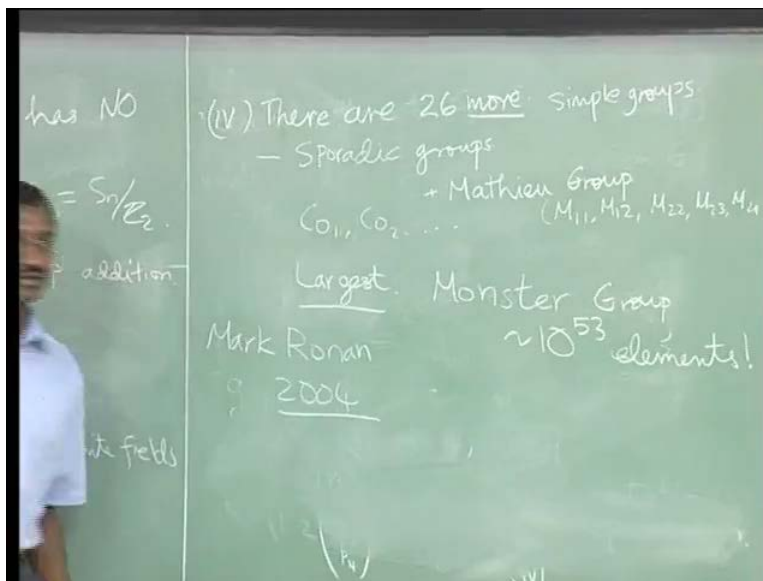 has NO
= Sn/Z2.
addition
fields
(iv) There are 26 more simple groups
- Sporadic groups
+ Mathieu Group
(M11, M12, M22, M23, M24
Co1, Co2 ....
Largest. Monster Group
~10^53 elements!
Mark Ronan
? 2004